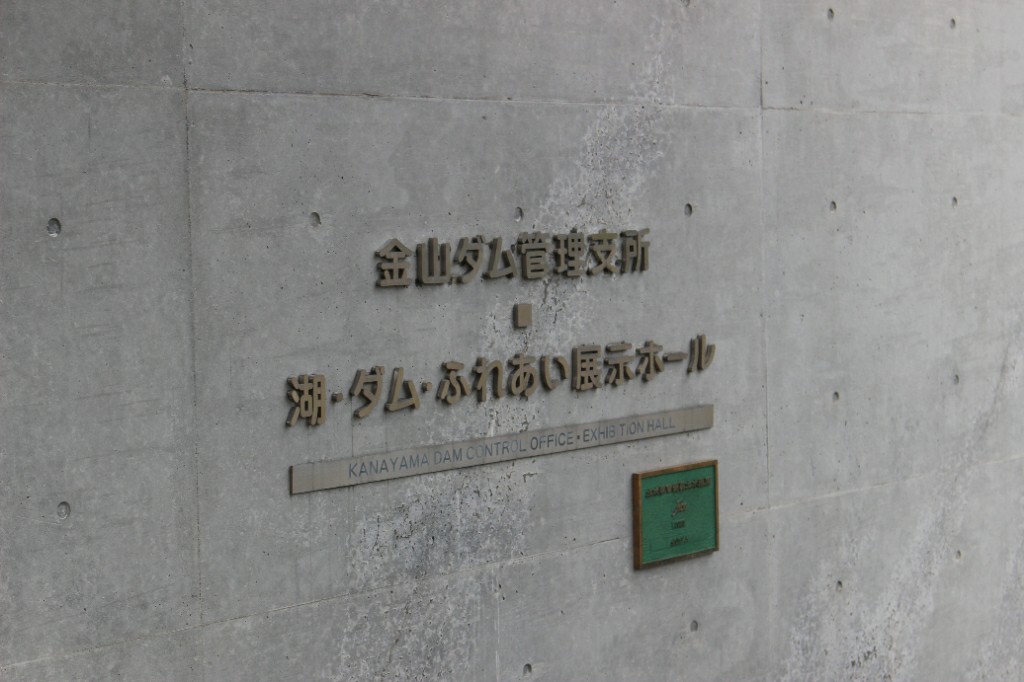 金山ダム管理支所
・
湖・ダム・ふれあい展示ホール
KANAYAMA DAM CONTROL OFFICE・EXHIBITION HALL